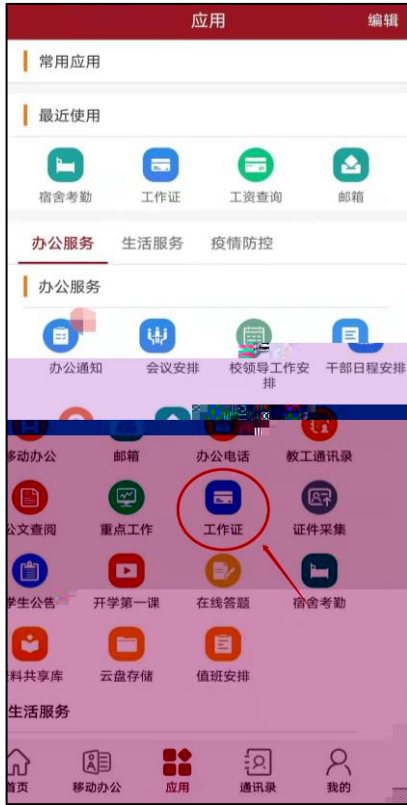 应用 编辑
常用应用
最近使用
宿舍考勤 工作证 工资查询 邮箱
办公服务 生活服务 疫情防控
办公服务
办公通知 会议安排 校领导工作安排 干部日程安排
移动办公 邮箱 办公电话 教工通讯录
公文查阅 重点工作 工作证 证件采集
学生公告 开学第一课 在线答题 宿舍考勤
料共享库 云盘存储 值班安排
生活服务
首页 移动办公 应用 通讯录 我的